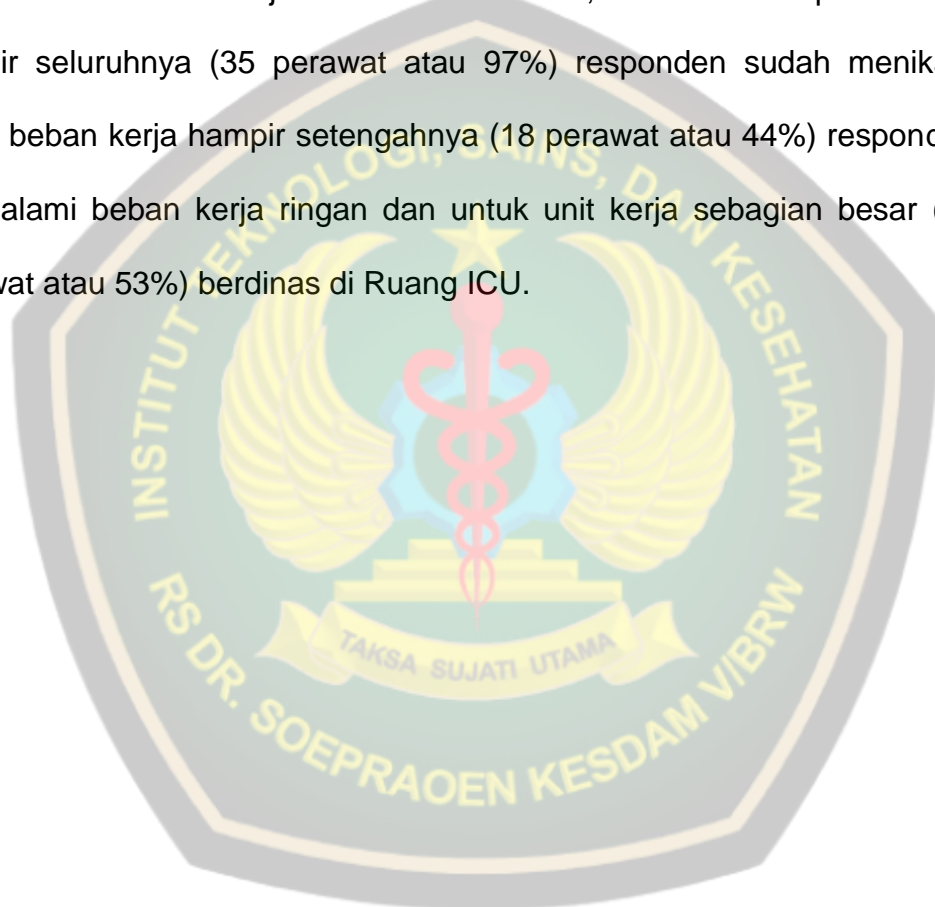 ir seluruhnya (35 perawat atau 97%) responden sudah menik
beban kerja hampir setengahnya (18 perawat atau 44%) respon
alami beban kerja ringan dan untuk unit kerja sebagian besar (
wat atau 53%) berdinas di Ruang ICU.
INSTITUT TEKNOLOGI, SAINS, DAN KESEHATAN
TAKSA SUJATI UTAMA
RS DR. SOEPRAOEN KESDAM V/BRW